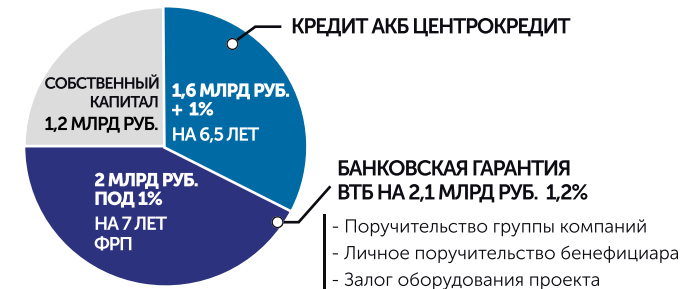 КРЕДИТ АКБ ЦЕНТРОКРЕДИТ
СОБСТВЕННЫЙ
КАПИТАЛ
1,2 МЛРД РУБ.
1,6 МЛРД РУБ.
+ 1%
НА 6,5 ЛЕТ
2 МЛРД РУБ.
ПОД 1%
НА 7 ЛЕТ
ФРП
БАНКОВСКАЯ ГАРАНТИЯ
ВТБ НА 2,1 МЛРД РУБ. 1,2%
- Поручительство группы компаний
- Личное поручительство бенефициара
- Залог оборудования проекта